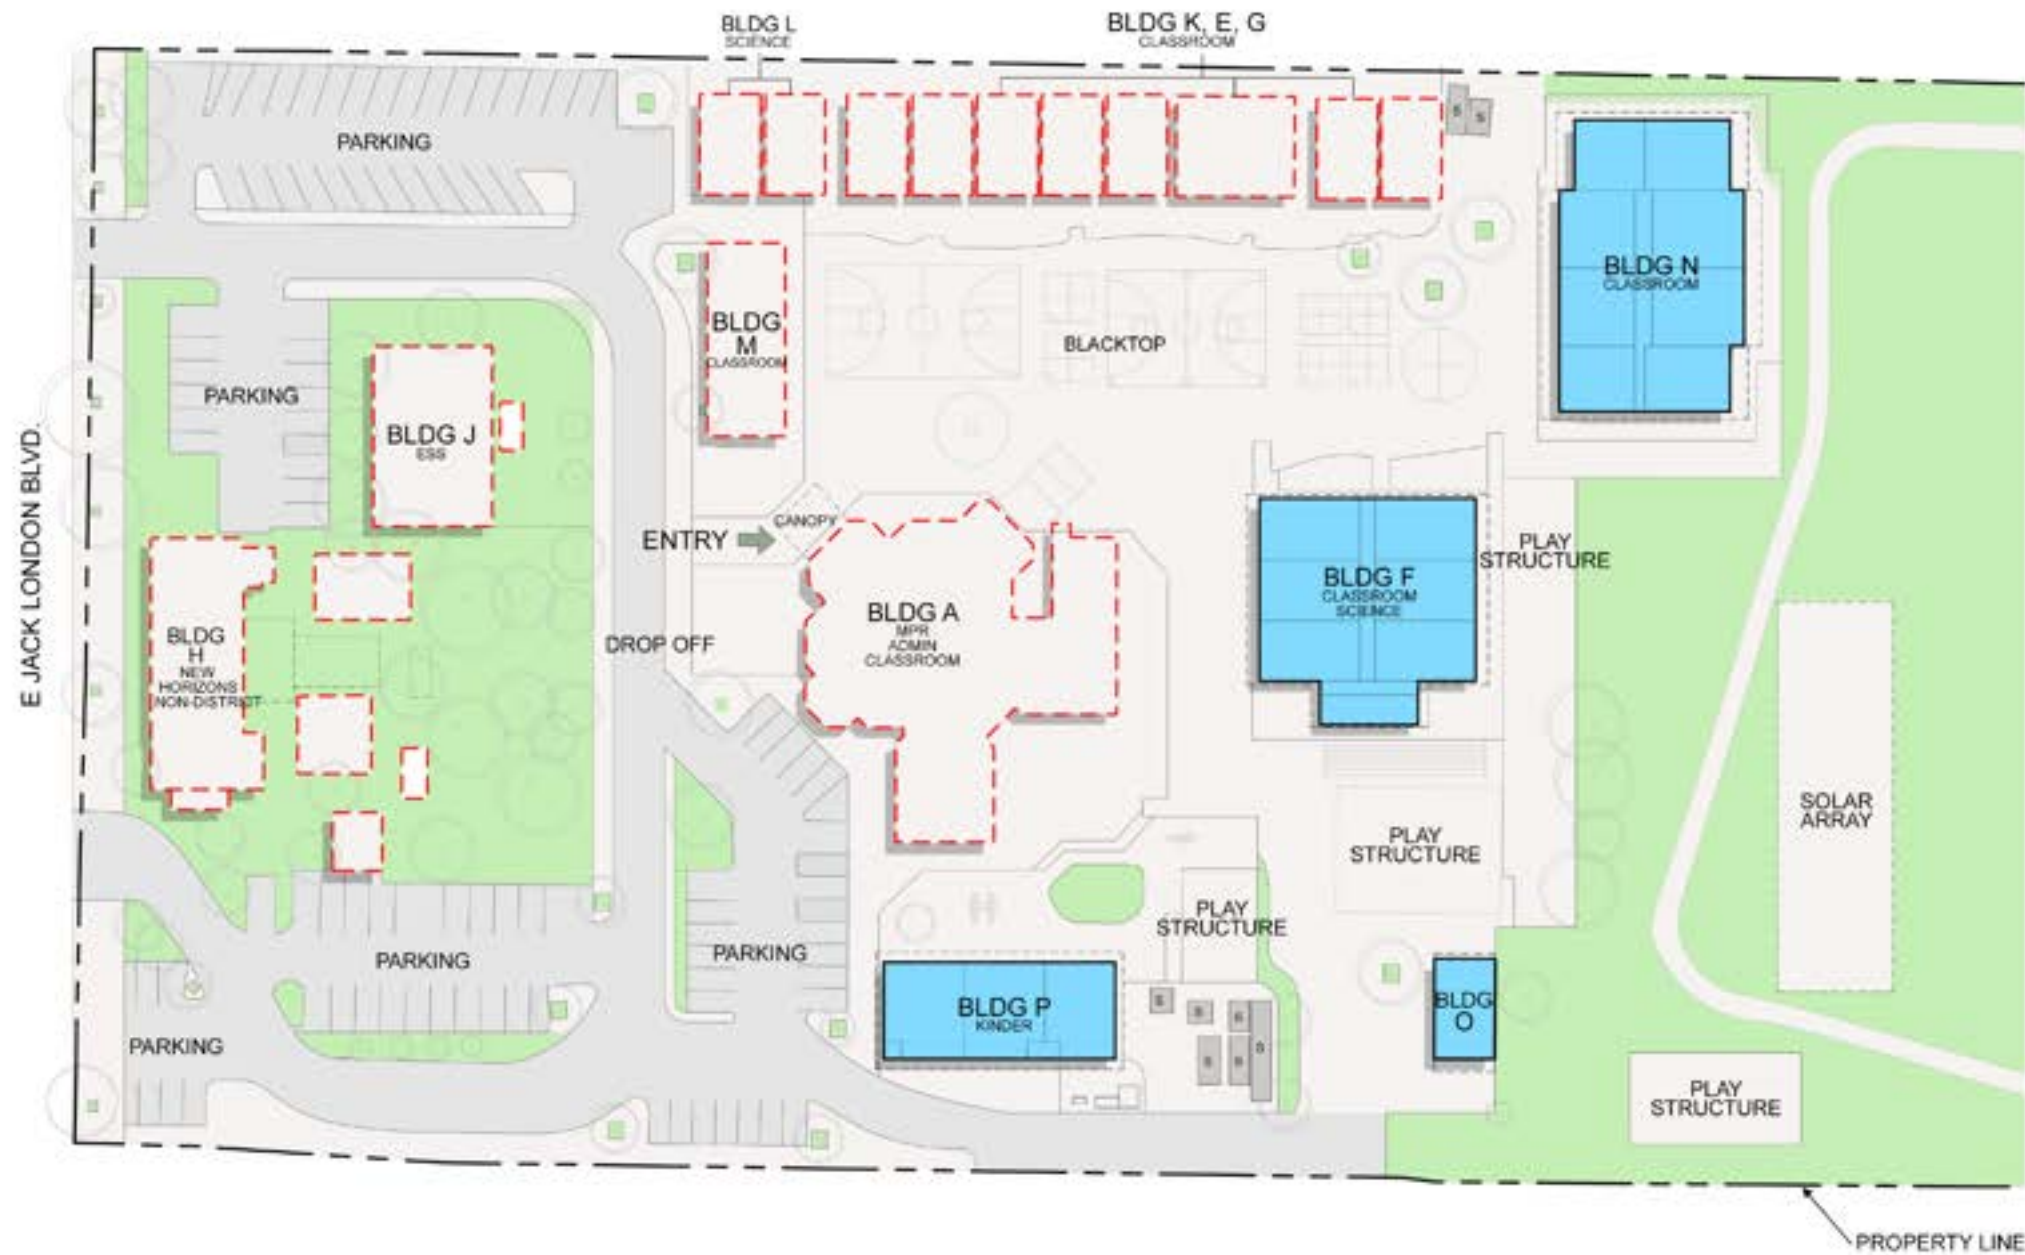 BLDG L
SCIENCE
BLDG K, E, G
CLASSROOM
PARKING
BLDG N
CLASSROOM
BLDG
M
CLASSROOM
BLACKTOP
PARKING
BLDG J
ESS
E JACK LONDON BLVD.
CANOPY
ENTRY
PLAY
STRUCTURE
BLDG F
CLASSROOM
SCIENCE
BLDG A
MPR
ADMIN
CLASSROOM
DROP OFF
BLDG
H
NEW
HORIZONS
NON-DISTRICT
SOLAR
ARRAY
PLAY
STRUCTURE
PLAY
STRUCTURE
PARKING
PARKING
BLDG P
KINDER
BLDG
O
PARKING
PLAY
STRUCTURE
PARKING
PROPERTY LINE